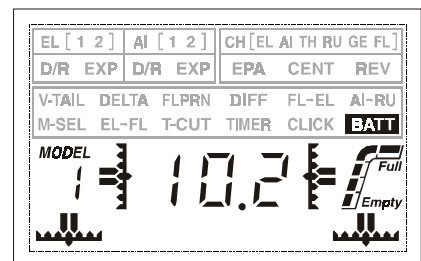 EL [ 1 2 ] AI [ 1 2 ] CH [ EL AI TH RU GE FL ]
D/R EXP D/R EXP EPA CENT REV
V-TAIL DELTA FLPRN DIFF FL-EL AI-RU
M-SEL EL-FL T-CUT TIMER CLICK BATT
MODEL
1 10.2 Full
Empty